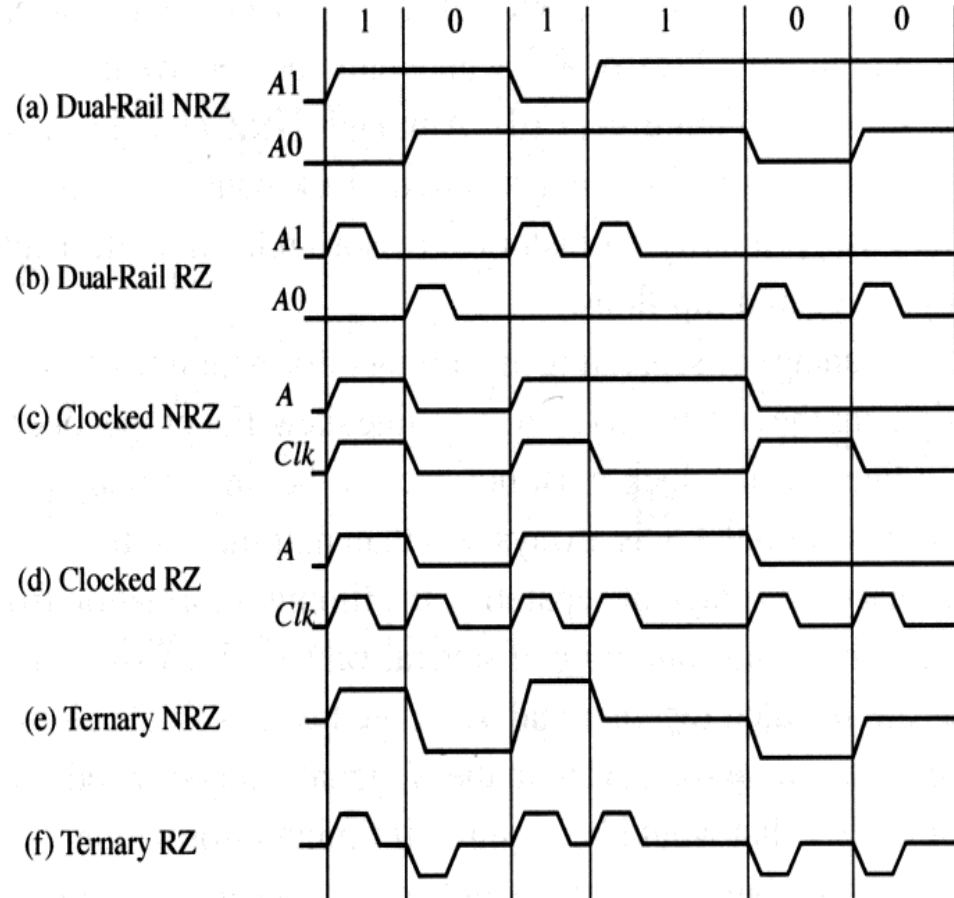 1 0 1 1 0 0
A1
(a) Dual-Rail NRZ
A0
A1
(b) Dual-Rail RZ
A0
A
(c) Clocked NRZ
Clk
A
(d) Clocked RZ
Clk
(e) Ternary NRZ
(f) Ternary RZ